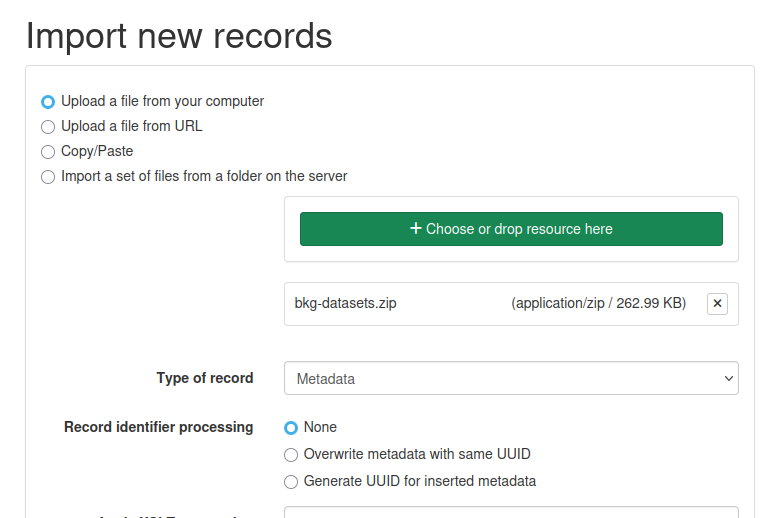 Import new records
Upload a file from your computer
Upload a file from URL
Copy/Paste
Import a set of files from a folder on the server
+ Choose or drop resource here
bkg-datasets.zip (application/zip / 262.99 KB) ×
Type of record Metadata
Record identifier processing None
Overwrite metadata with same UUID
Generate UUID for inserted metadata